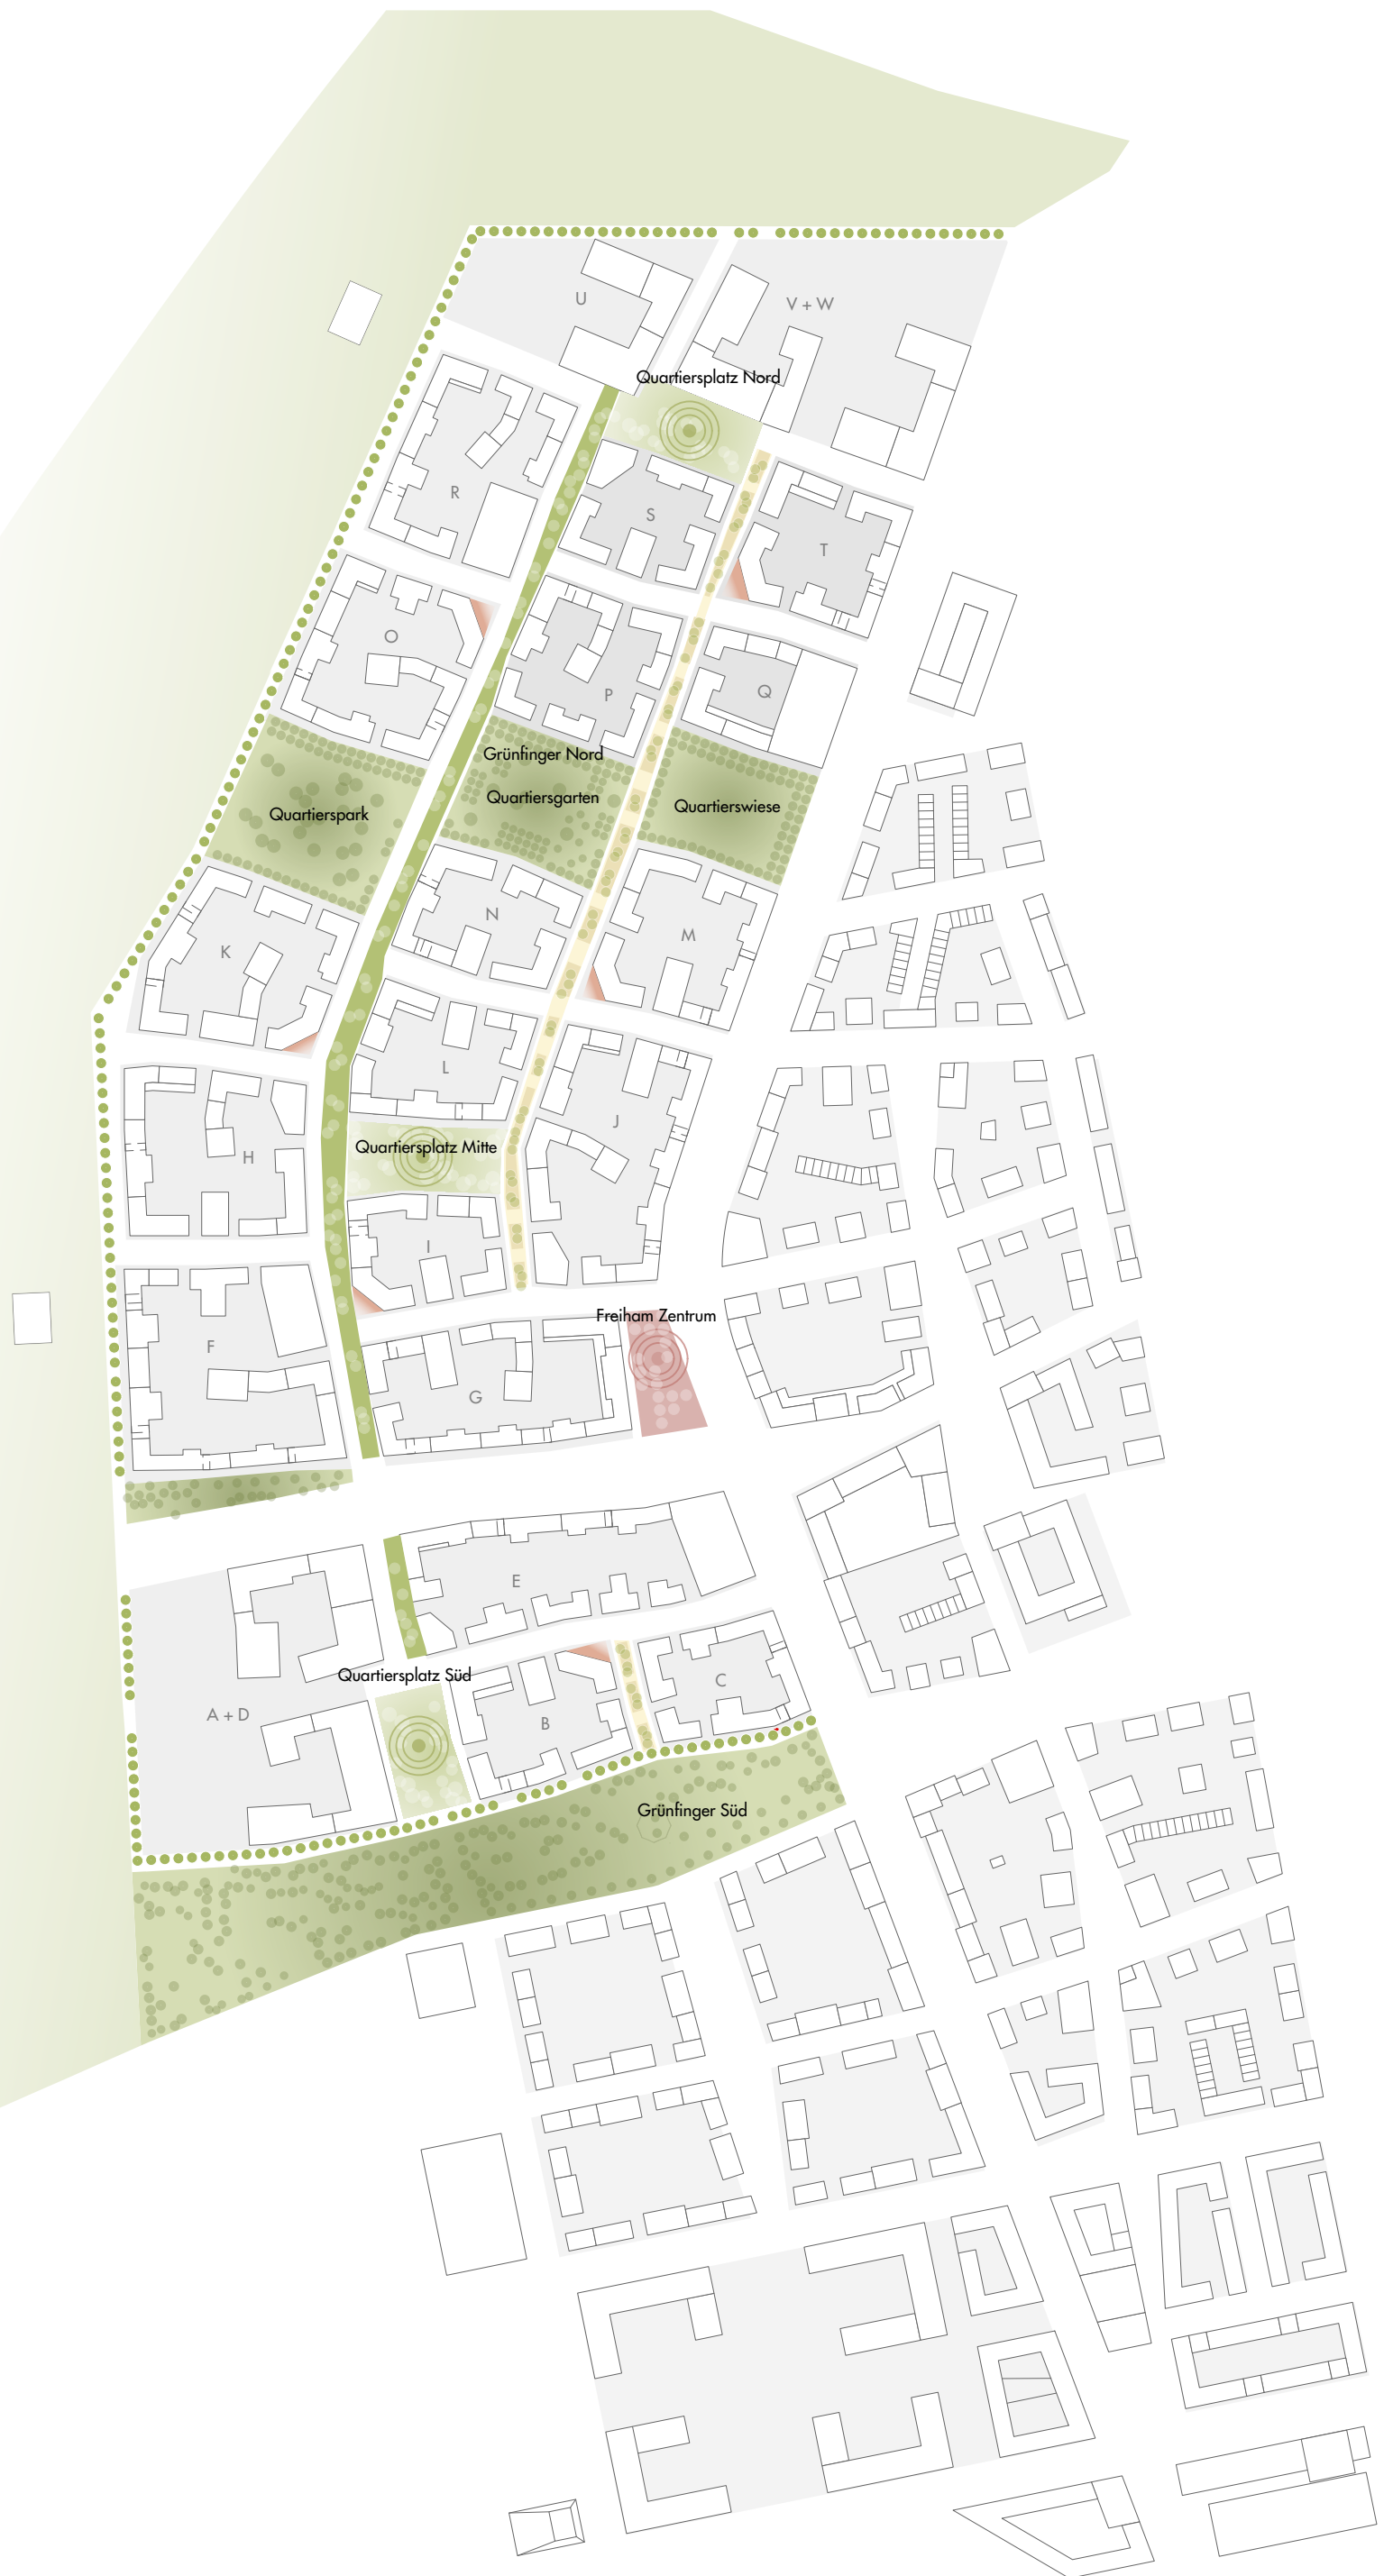 U
V + W
Quartiersplatz Nord
R
S
T
O
P
Q
Grünfinger Nord
Quartierspark
Quartiersgarten
Quartierswiese
N
K
M
L
J
Quartiersplatz Mitte
H
I
Freiham Zentrum
F
G
E
Quartiersplatz Süd
C
A + D
B
Grünfinger Süd